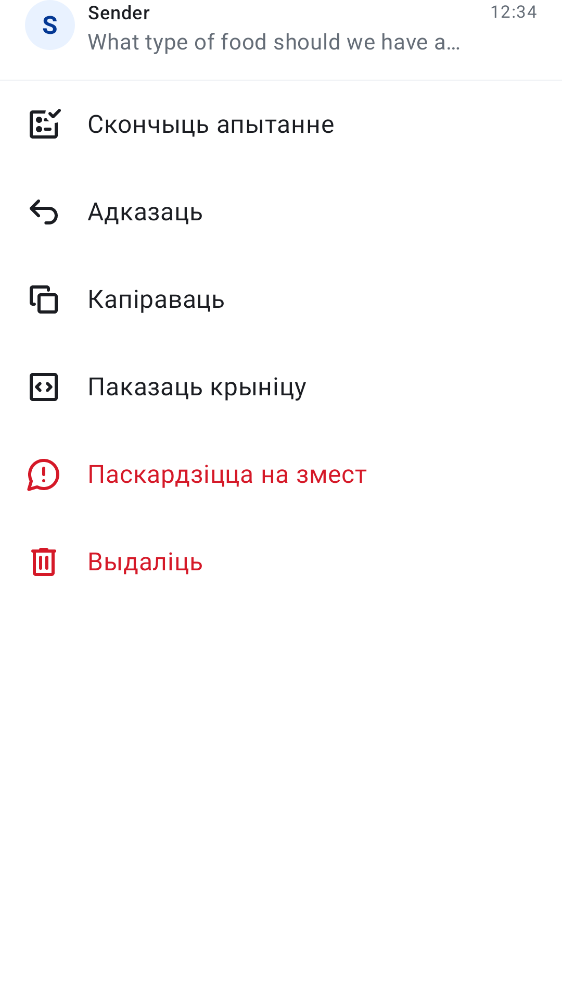 S
Sender
12:34
What type of food should we have a…
Скончыць апытанне
Адказаць
Капіраваць
Паказаць крыніцу
Паскардзіцца на змест
Выдаліць